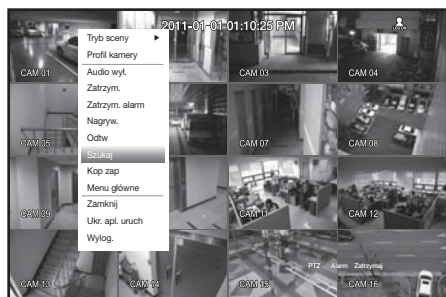 2011-01-01 01:10:25 PM
LOG ON
CAM 01
CAM 03
CAM 04
Tryb sceny
Profil kamery
Audio wył.
Zatrzym.
Zatrzym. alarm
Nagryw.
Odtw
Szukaj
Kop zap
Menu główne
Zamknij
Ukr. apl. uruch
Wylog.
CAM 05
CAM 07
CAM 08
CAM 09
CAM 11
CAM 12
PTZ Alarm Zatrzymaj
CAM 13
CAM 14
CAM 15
CAM 16